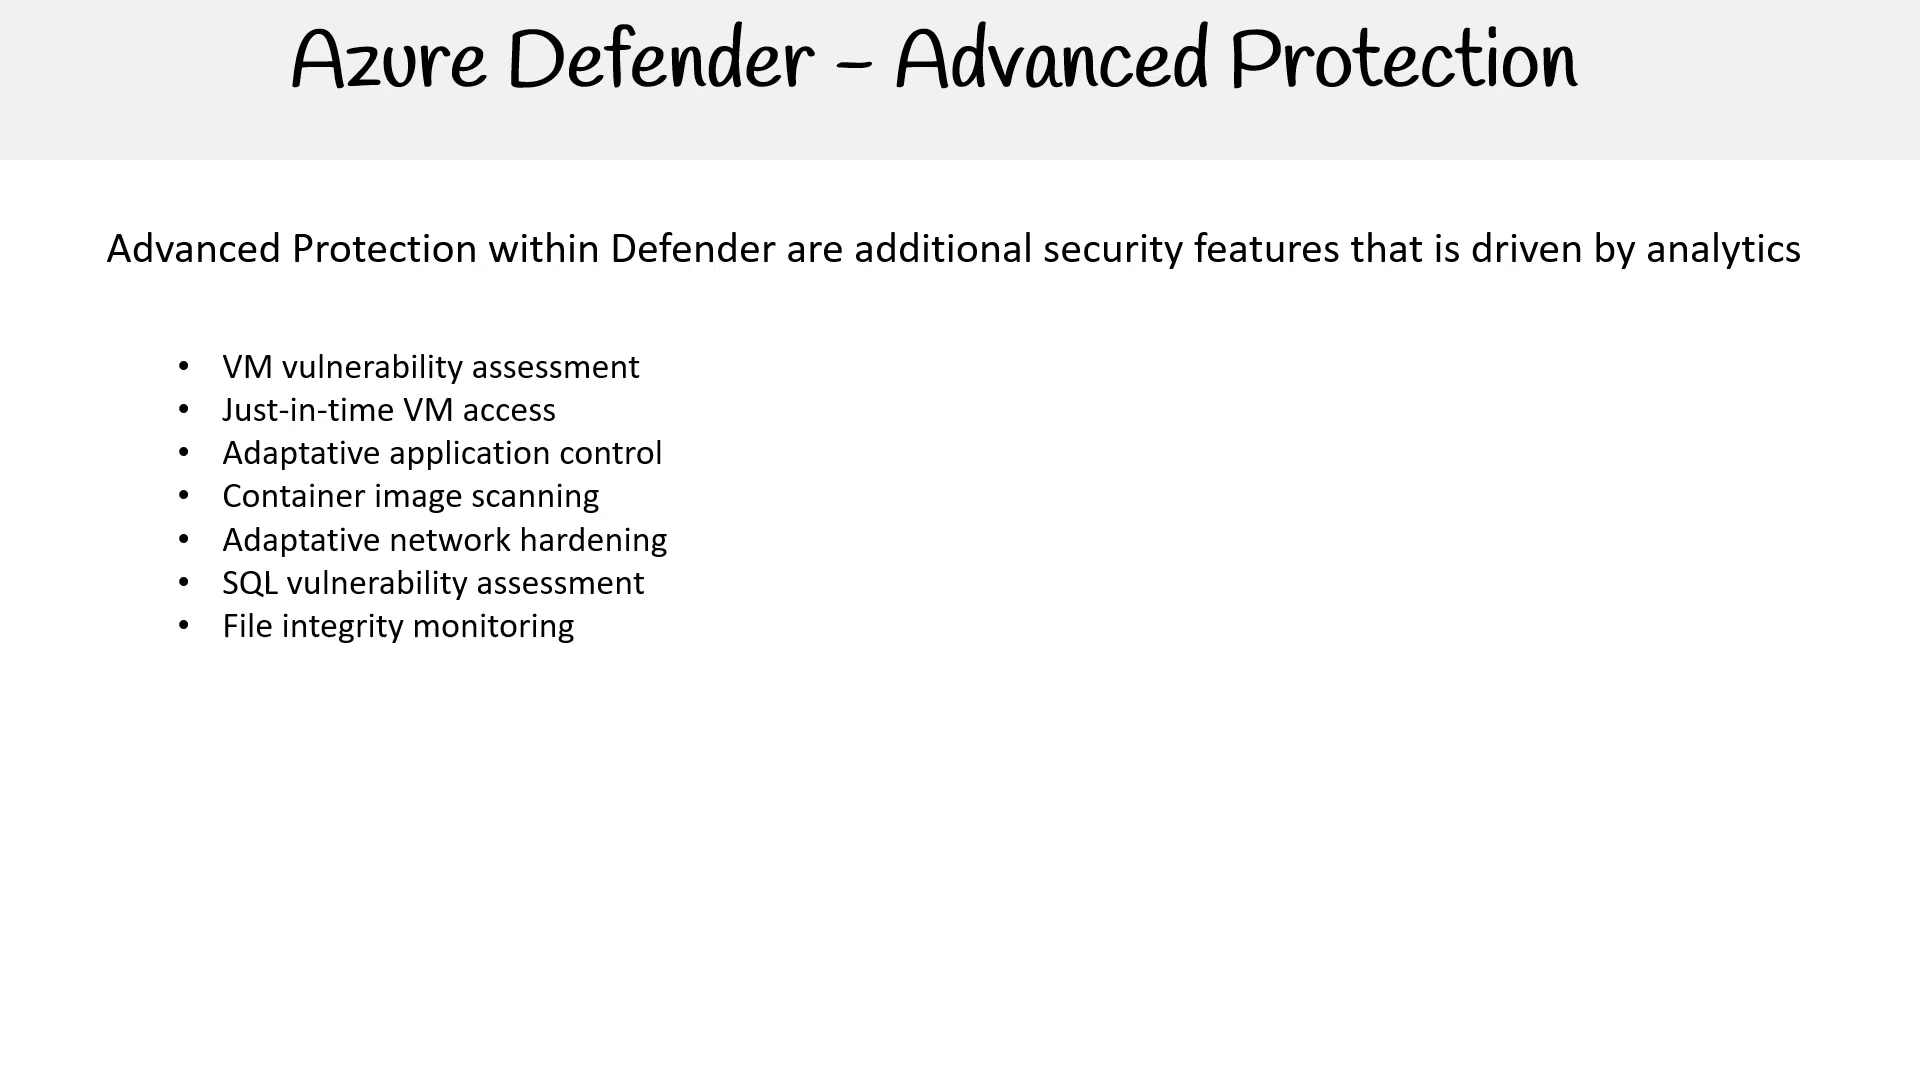 Azure Defender – Advanced Protection
Advanced Protection within Defender are additional security features that is driven by analytics
• VM vulnerability assessment
• Just-in-time VM access
• Adaptative application control
• Container image scanning
• Adaptative network hardening
• SQL vulnerability assessment
• File integrity monitoring